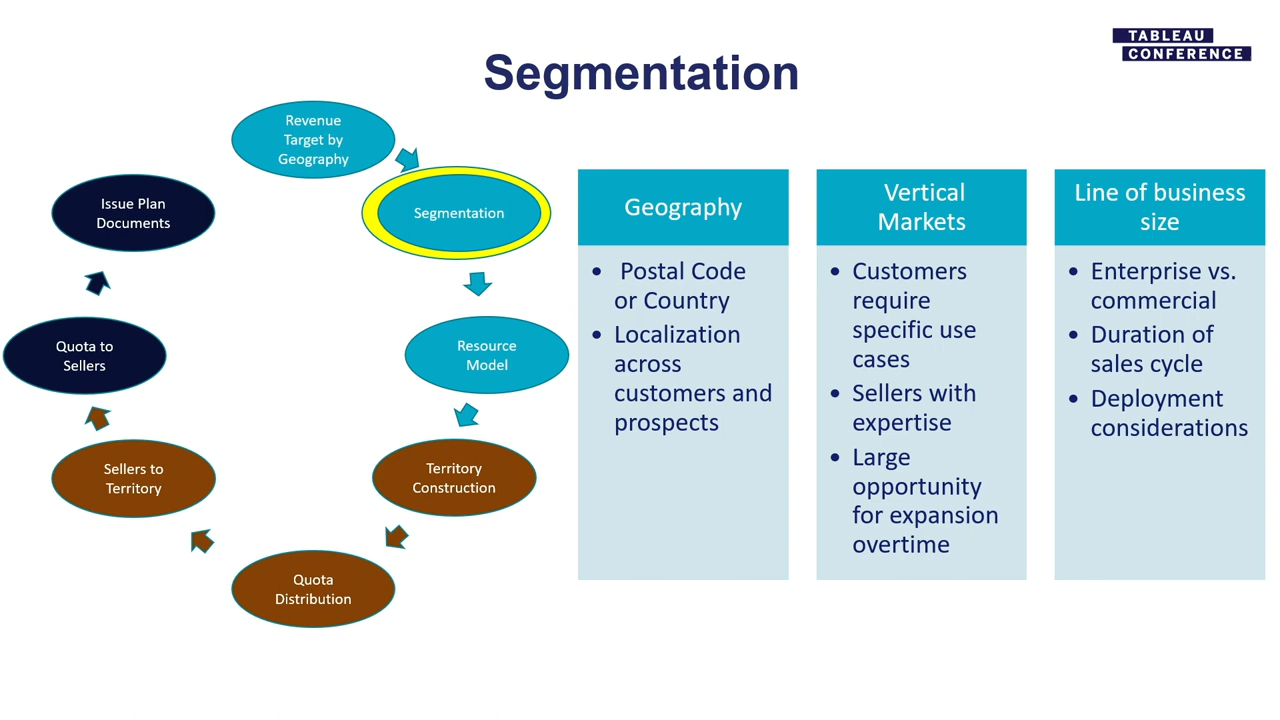 TABLEAU
CONFERENCE
Segmentation
Revenue
Target by
Geography
Segmentation
Resource
Model
Territory
Construction
Quota
Distribution
Sellers to
Territory
Quota to
Sellers
Issue Plan
Documents
Geography
• Postal Code
or Country
• Localization
across
customers and
prospects
Vertical
Markets
• Customers
require
specific use
cases
• Sellers with
expertise
• Large
opportunity
for expansion
overtime
Line of business
size
• Enterprise vs.
commercial
• Duration of
sales cycle
• Deployment
considerations